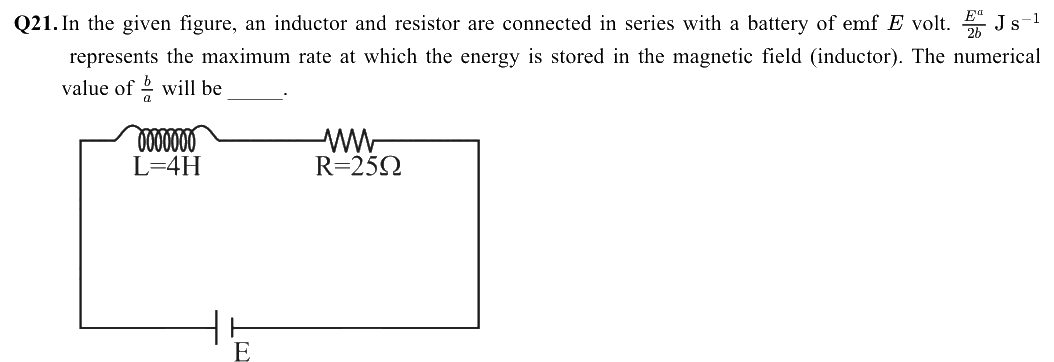 Q21. In the given figure, an inductor and resistor are connected in series with a battery of emf E volt. E^a/2b J s^−1
represents the maximum rate at which the energy is stored in the magnetic field (inductor). The numerical
value of b/a will be _____.
L=4H R=25Ω
E